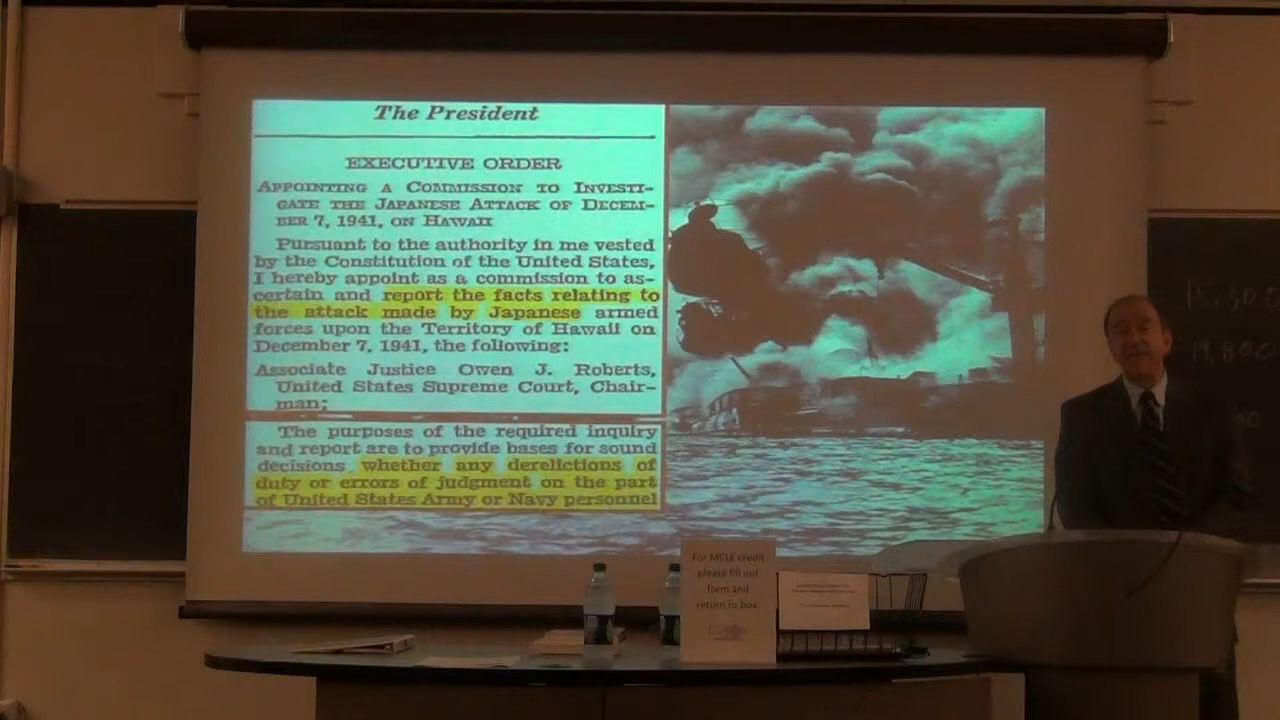 The President
EXECUTIVE ORDER
APPOINTING A COMMISSION TO INVESTI-
GATE THE JAPANESE ATTACK OF DECEM-
BER 7, 1941, ON HAWAII
Pursuant to the authority in me vested
by the Constitution of the United States,
I hereby appoint as a commission to as-
certain and report the facts relating to
the attack made by Japanese armed
forces upon the Territory of Hawaii on
December 7, 1941, the following:
Associate Justice Owen J. Roberts,
United States Supreme Court, Chair-
man;
The purposes of the required inquiry
and report are to provide bases for sound
decisions whether any derelictions of
duty or errors of judgment on the part
of United States Army or Navy personnel
For MCLE credit
please fill out
form and
return to box.